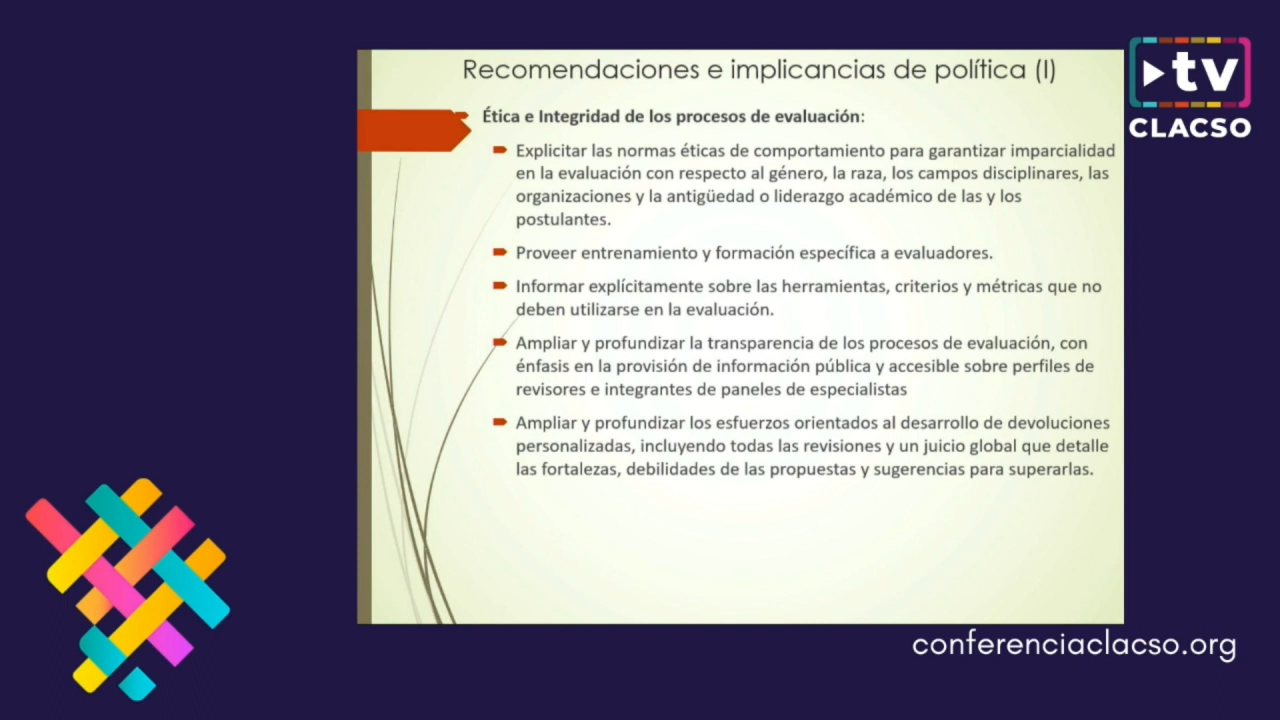 Recomendaciones e implicancias de política (I)
tv
CLACSO
Ética e Integridad de los procesos de evaluación:
Explicitar las normas éticas de comportamiento para garantizar imparcialidad
en la evaluación con respecto al género, la raza, los campos disciplinares, las
organizaciones y la antigüedad o liderazgo académico de las y los
postulantes.
Proveer entrenamiento y formación específica a evaluadores.
Informar explícitamente sobre las herramientas, criterios y métricas que no
deben utilizarse en la evaluación.
Ampliar y profundizar la transparencia de los procesos de evaluación, con
énfasis en la provisión de información pública y accesible sobre perfiles de
revisores e integrantes de paneles de especialistas
Ampliar y profundizar los esfuerzos orientados al desarrollo de devoluciones
personalizadas, incluyendo todas las revisiones y un juicio global que detalle
las fortalezas, debilidades de las propuestas y sugerencias para superarlas.
conferenciaclacso.org